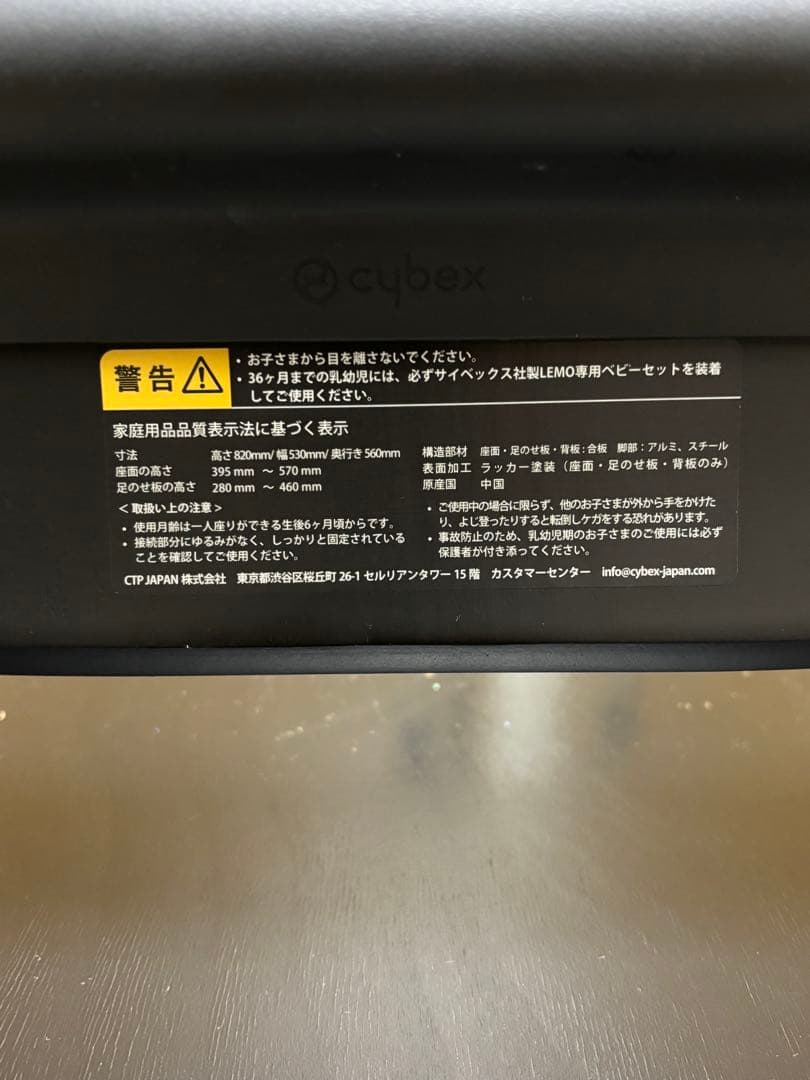 cybex
警告
・お子さまから目を離さないでください。
・36ヶ月までの乳幼児には、必ずサイベックス社製LEMO専用ベビーセットを装着
してご使用ください。
家庭用品品質表示法に基づく表示
寸法 高さ 820mm/ 幅 530mm/ 奥行き 560mm
座面の高さ 395 mm ～ 570 mm
足のせ板の高さ 280 mm ～ 460 mm
＜取扱い上の注意＞
・使用月齢は一人座りができる生後6ヶ月頃からです。
・接続部分にゆるみがなく、しっかりと固定されている
ことを確認してご使用ください。
構造部材 座面・足のせ板・背板 : 合板 脚部 : アルミ、スチール
表面加工 ラッカー塗装（座面・足のせ板・背板のみ）
原産国 中国
・ご使用中の場合に限らず、他のお子さまが外から手をかけた
り、よじ登ったりすると転倒しケガをする恐れがあります。
・事故防止のため、乳幼児期のお子さまのご使用には必ず
保護者が付き添ってください。
CTP JAPAN 株式会社 東京都渋谷区桜丘町 26-1 セルリアンタワー 15 階 カスタマーセンター info@cybex-japan.com